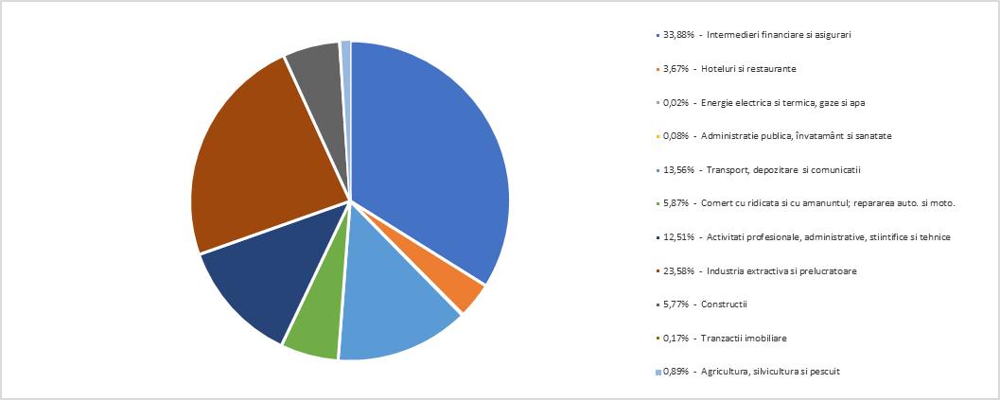 33,88% - Intermedieri financiare si asigurari
3,67% - Hoteluri si restaurante
0,02% - Energie electrica si termica, gaze si apa
0,08% - Administratie publica, învatamânt si sanatate
13,56% - Transport, depozitare si comunicatii
5,87% - Comert cu ridicata si cu amanuntul; repararea auto. si moto.
12,51% - Activitati profesionale, administrative, stiintifice si tehnice
23,58% - Industria extractiva si prelucratoare
5,77% - Constructii
0,17% - Tranzactii imobiliare
0,89% - Agricultura, silvicultura si pescuit